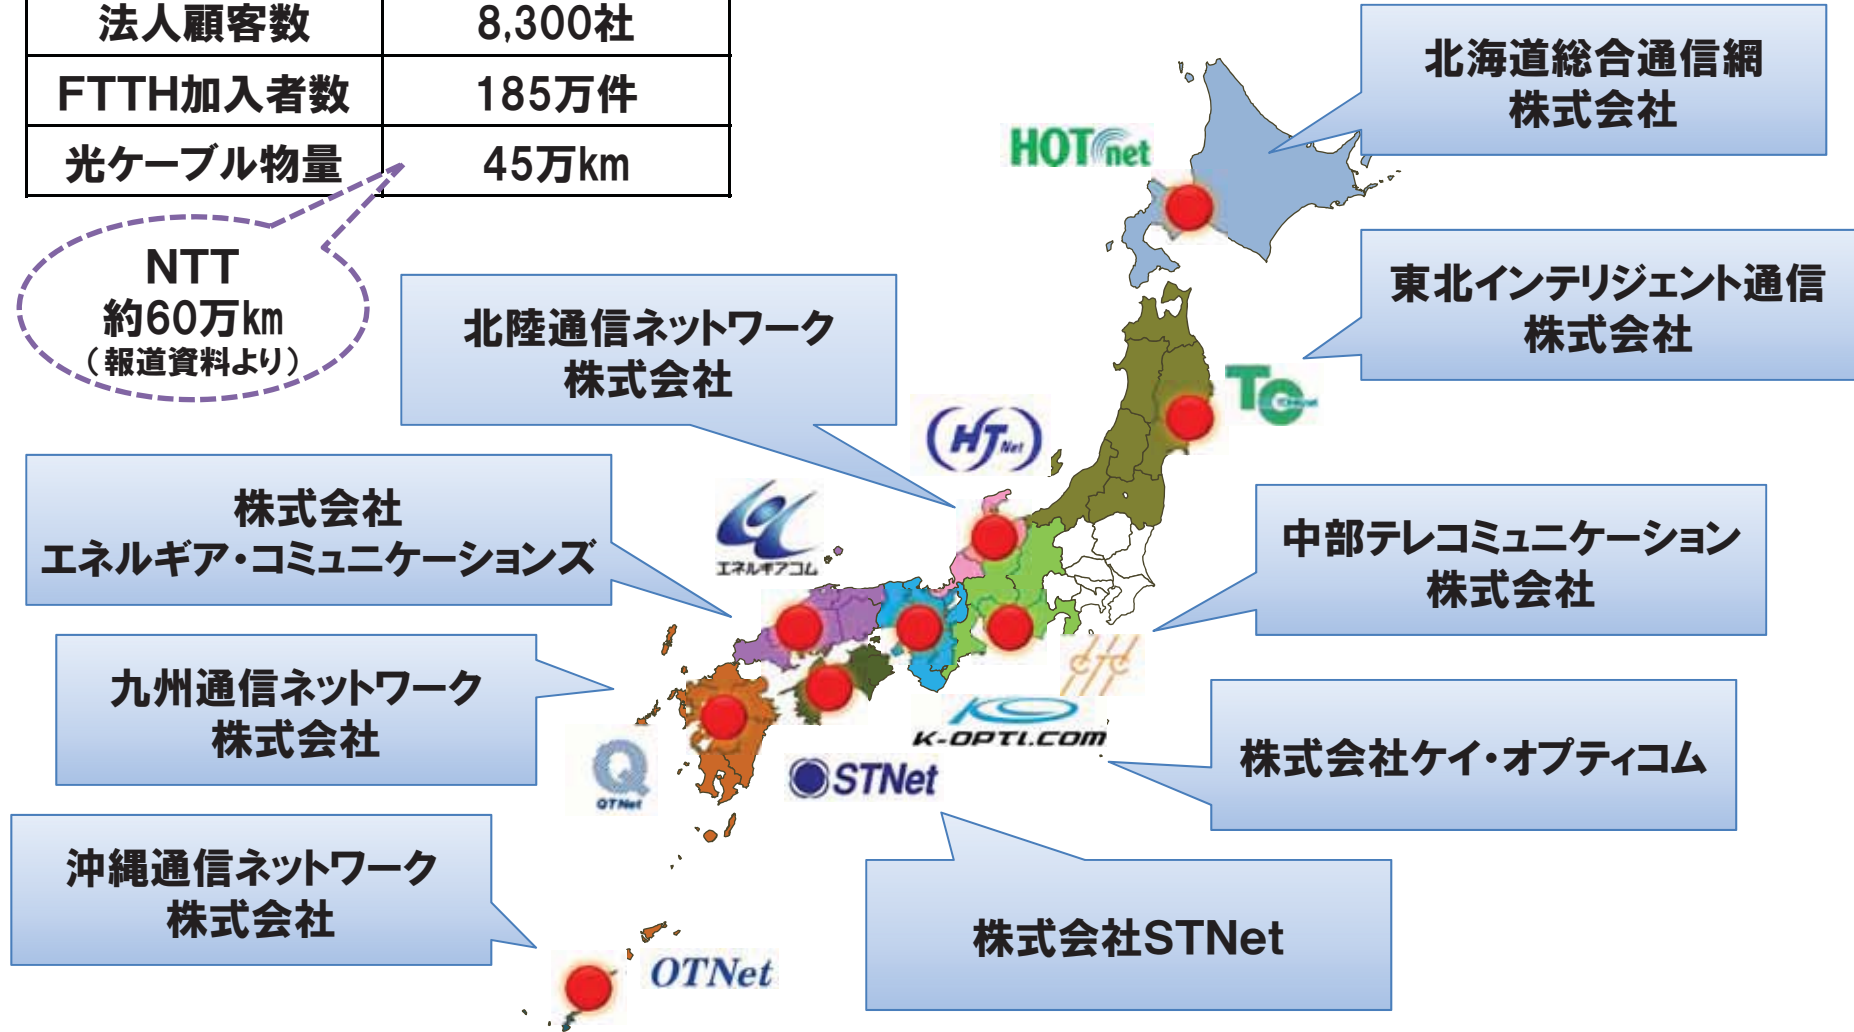 法人顧客数 8,300社
FTTH加入者数 185万件
光ケーブル物量 45万km
NTT
約60万km
（報道資料より）
北海道総合通信網
株式会社
HOTnet
東北インテリジェント通信
株式会社
北陸通信ネットワーク
株式会社
HTNet
株式会社
エネルギア・コミュニケーションズ
エネルギアコム
中部テレコミュニケーション
株式会社
CTC
九州通信ネットワーク
株式会社
QTNet
K-OPTI.COM
株式会社ケイ・オプティコム
STNet
株式会社STNet
沖縄通信ネットワーク
株式会社
OTNet